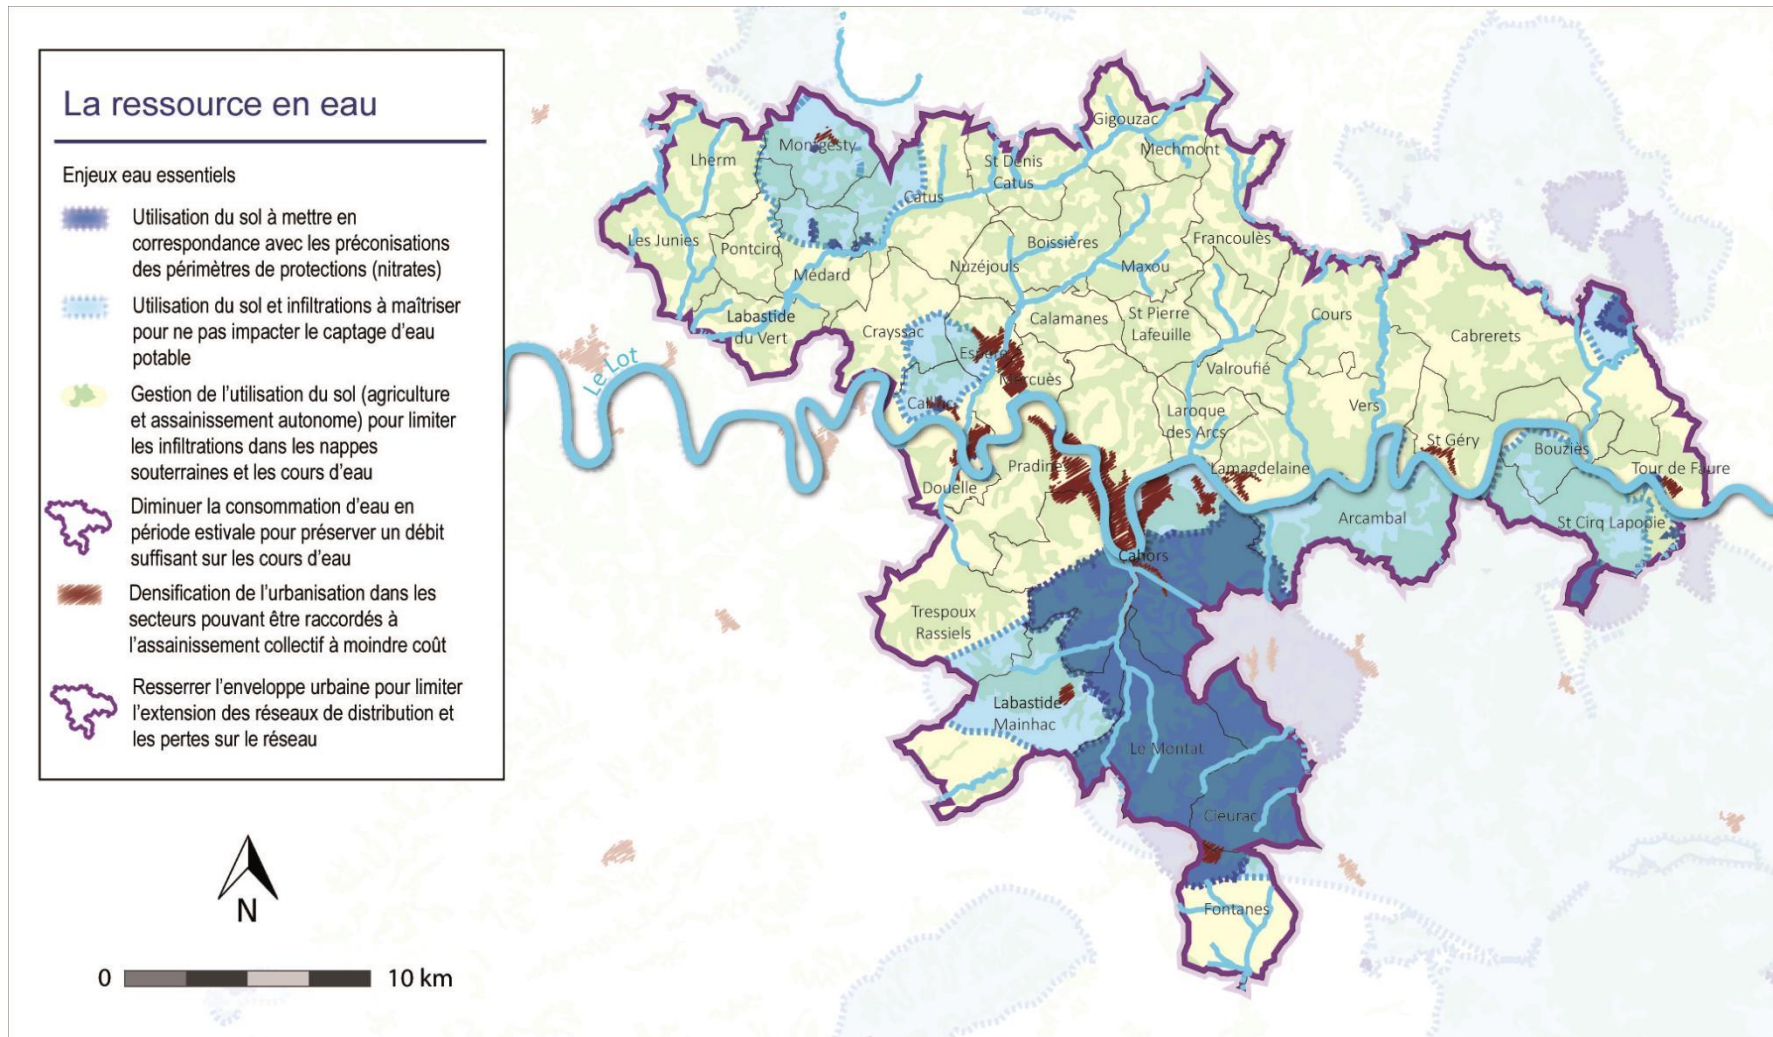 La ressource en eau
Enjeux eau essentiels
Utilisation du sol à mettre en
correspondance avec les préconisations
des périmètres de protections (nitrates)
Utilisation du sol et infiltrations à maîtriser
pour ne pas impacter le captage d'eau
potable
Gestion de l'utilisation du sol (agriculture
et assainissement autonome) pour limiter
les infiltrations dans les nappes
souterraines et les cours d'eau
Diminuer la consommation d'eau en
période estivale pour préserver un débit
suffisant sur les cours d'eau
Densification de l'urbanisation dans les
secteurs pouvant être raccordés à
l'assainissement collectif à moindre coût
Resserrer l'enveloppe urbaine pour limiter
l'extension des réseaux de distribution et
les pertes sur le réseau
N
0 10 km
Le Lot
Gigouzac
Mechmont
Montgesty
Lherm
St Denis
Catus
Catus
Les Junies
Pontcirq
Médard
Boissières
Nuzéjouls
Maxou
Francoulès
Labastide
du Vert
Crayssac
Calamanes
St Pierre
Lafeuille
Cours
Cabrerets
Espère
Mercuès
Valroufié
Caillac
Laroque
des Arcs
Vers
St Géry
Bouziès
Pradines
Lamagdelaine
Tour de Faure
Douelle
Arcambal
St Cirq Lapopie
Cahors
Trespoux
Rassiels
Labastide
Mainhac
Le Montat
Cieurac
Fontanes